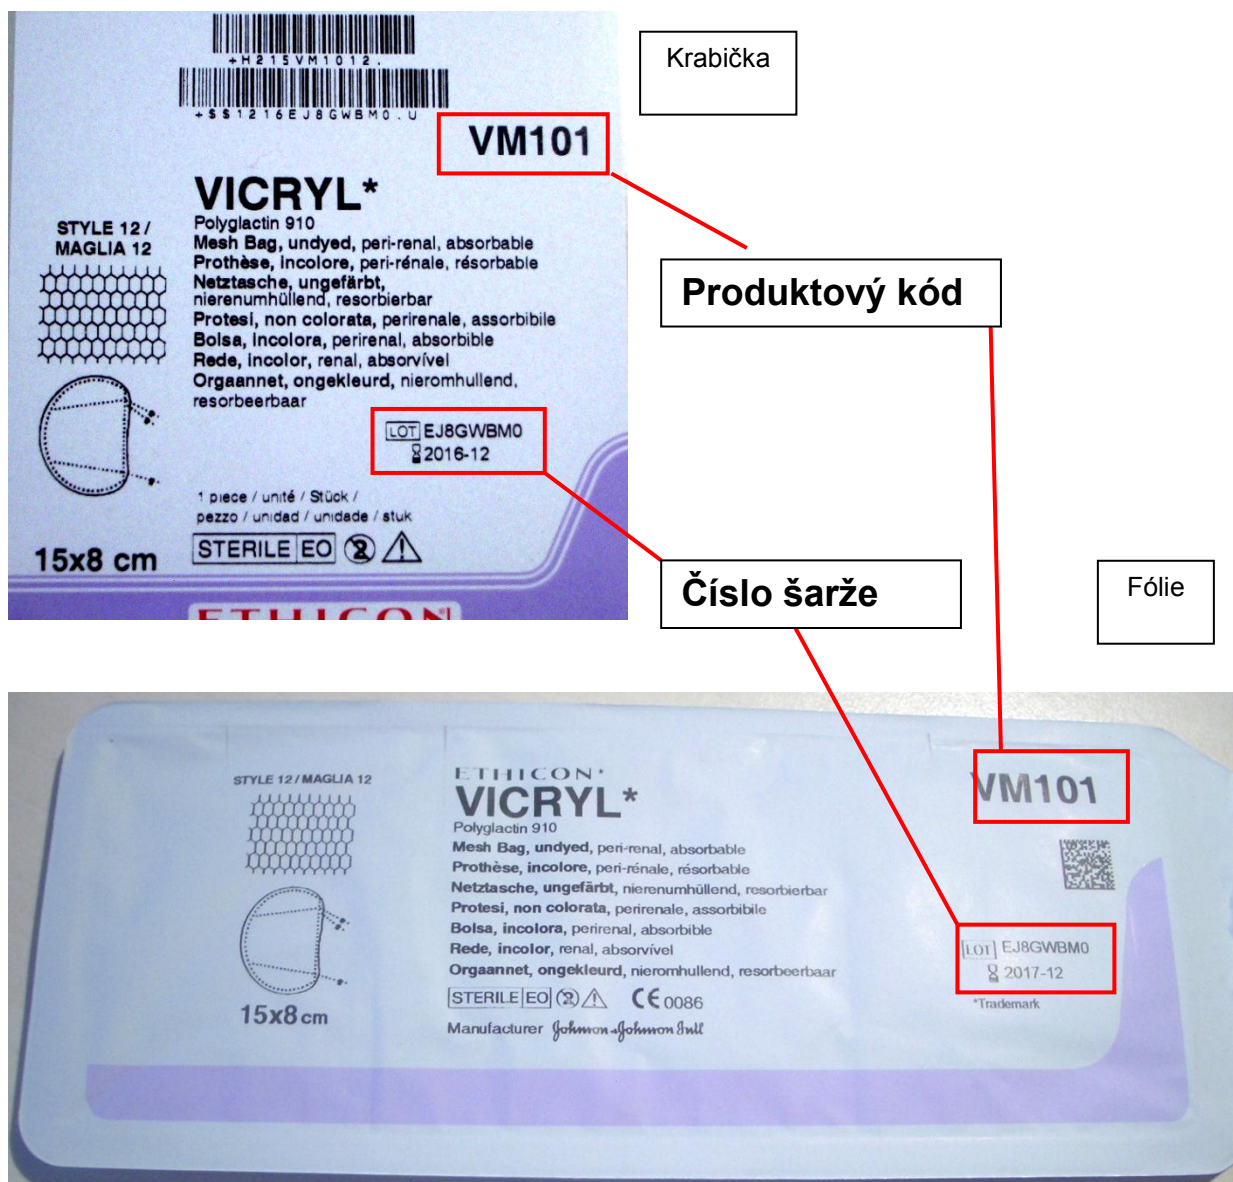 +H215VM1012.
+$$1216EJ8GWBM0.U
VM101
VICRYL*
STYLE 12 /
MAGLIA 12
Polyglactin 910
Mesh Bag, undyed, peri-renal, absorbable
Prothèse, incolore, peri-rénale, résorbable
Netztasche, ungefärbt,
nierenumhüllend, resorbierbar
Protesi, non colorata, perirenale, assorbibile
Bolsa, incolora, perirenal, absorbible
Rede, incolor, renal, absorvível
Orgaannet, ongekleurd, nieromhullend,
resorbeerbaar
LOT EJ8GWBM0
2016-12
1 piece / unité / Stück /
pezzo / unidad / unidade / stuk
STERILE EO 2
15x8 cm
ETHICON
Krabička
Produktový kód
Číslo šarže
Fólie
STYLE 12 / MAGLIA 12
ETHICON*
VICRYL*
Polyglactin 910
Mesh Bag, undyed, peri-renal, absorbable
Prothèse, incolore, peri-rénale, résorbable
Netztasche, ungefärbt, nierenumhüllend, resorbierbar
Protesi, non colorata, perirenale, assorbibile
Bolsa, incolora, perirenal, absorbible
Rede, incolor, renal, absorvível
Orgaannet, ongekleurd, nieromhullend, resorbeerbaar
STERILE EO 2 CE 0086
Manufacturer Johnson & Johnson Intl
15x8 cm
VM101
LOT EJ8GWBM0
2017-12
*Trademark